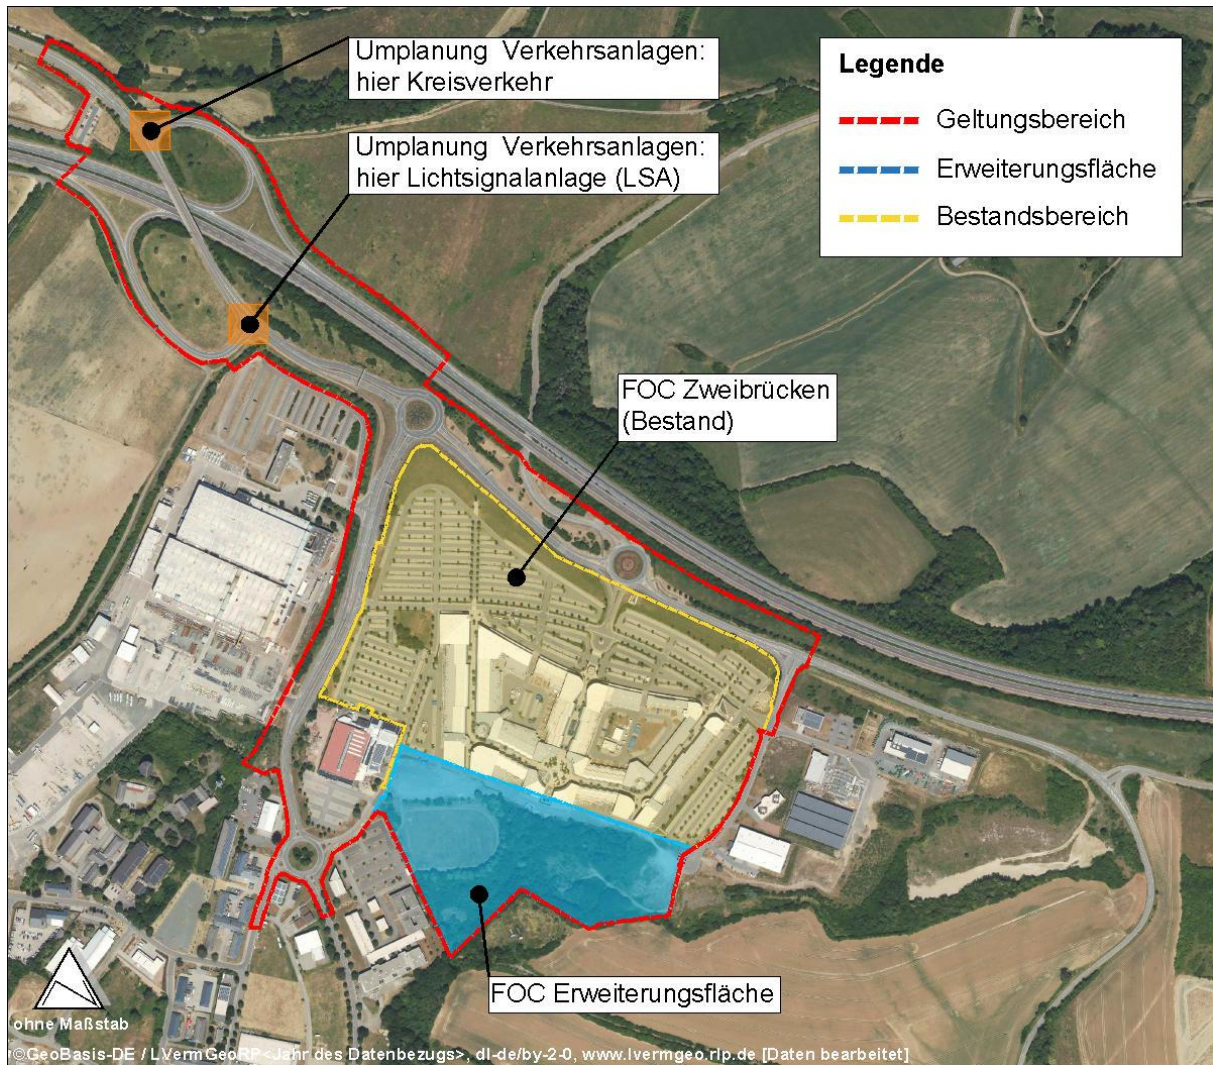 Umplanung Verkehrsanlagen:
hier Kreisverkehr
Umplanung Verkehrsanlagen:
hier Lichtsignalanlage (LSA)
Legende
Geltungsbereich
Erweiterungsfläche
Bestandsbereich
FOC Zweibrücken
(Bestand)
FOC Erweiterungsfläche
ohne Maßstab
©GeoBasis-DE / LVermGeoRP<Jahr des Datenbezugs>, dl-de/by-2-0, www.lvermgeo.rlp.de [Daten bearbeitet]